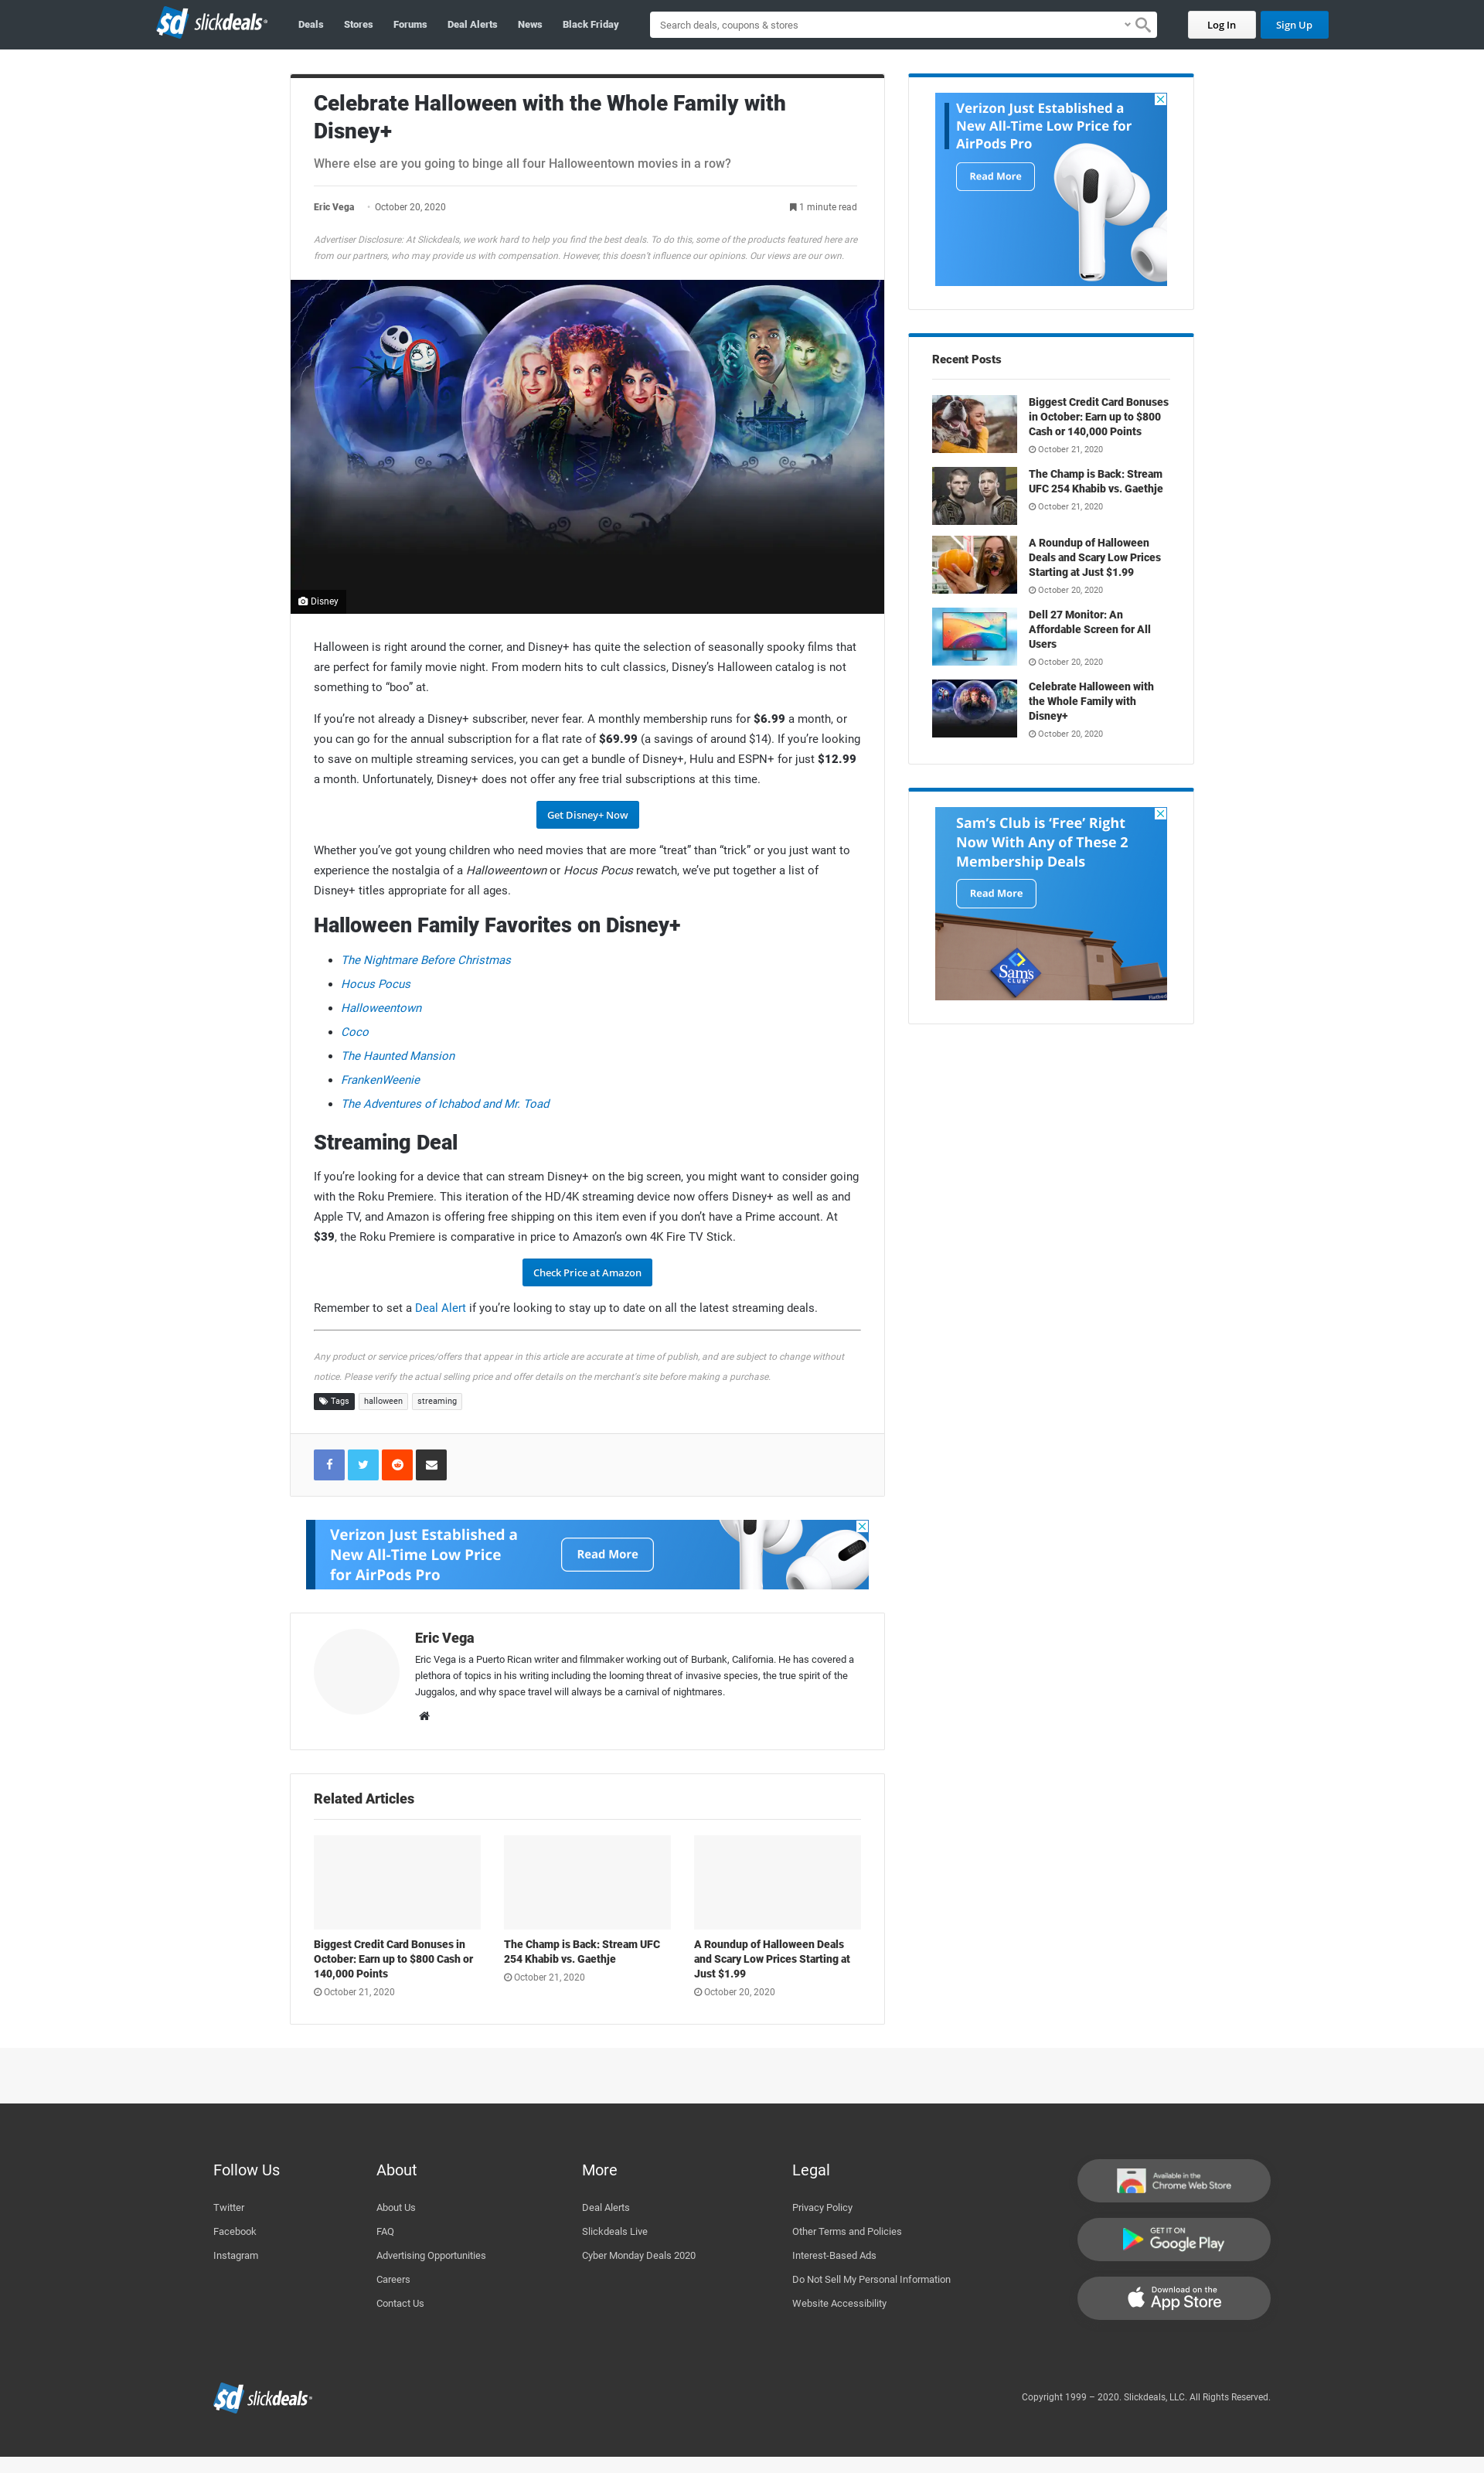 sd slickdeals
Deals
Stores
Forums
Deal Alerts
News
Black Friday
Search deals, coupons & searches
Log In
Sign Up
Celebrate Halloween with the Whole Family with
Disney+
Where else are you going to binge all four Halloweentown movies in a row?
Eric Vega · October 20, 2020
1 minute read
Advertiser Disclosure: At Slickdeals, we work hard to help you find the best deals. To do this, some of the products featured here are
from our partners, who may provide us with compensation. However, this doesn't influence our opinions. Our views are our own.
Disney
Halloween is right around the corner, and Disney+ has quite the selection of seasonally spooky films that
are perfect for family movie night. From modern hits to cult classics, Disney’s Halloween catalog is not
something to “boo” at.
If you’re not already a Disney+ subscriber, never fear. A monthly membership runs for $6.99 a month, or
you can go for the annual subscription for a flat rate of $69.99 (a savings of around $14). If you’re looking
to save on multiple streaming services, you can get a bundle of Disney+, Hulu and ESPN+ for just $12.99
a month. Unfortunately, Disney+ does not offer any free trial subscriptions at this time.
Get Disney+ Now
Whether you’ve got young children who need movies that are more “treat” than “trick” or you just want to
experience the nostalgia of a Halloweentown or Hocus Pocus rewatch, we’ve put together a list of
Disney+ titles appropriate for all ages.
Halloween Family Favorites on Disney+
The Nightmare Before Christmas
Hocus Pocus
Halloweentown
Coco
The Haunted Mansion
FrankenWeenie
The Adventures of Ichabod and Mr. Toad
Streaming Deal
If you’re looking for a device that can stream Disney+ on the big screen, you might want to consider going
with the Roku Premiere. This iteration of the HD/4K streaming device now offers Disney+ as well as and
Apple TV, and Amazon is offering free shipping on this item even if you don’t have a Prime account. At
$39, the Roku Premiere is comparative in price to Amazon’s own 4K Fire TV Stick.
Check Price at Amazon
Remember to set a Deal Alert if you’re looking to stay up to date on all the latest streaming deals.
Any product or service prices/offers that appear in this article are accurate at time of publish, and are subject to change without
notice. Please verify the actual selling price and offer details on the merchant's site before making a purchase.
Tags
halloween
streaming
Verizon Just Established a
New All-Time Low Price
for AirPods Pro
Read More
Eric Vega
Eric Vega is a Puerto Rican writer and filmmaker working out of Burbank, California. He has covered a
plethora of topics in his writing including the looming threat of invasive species, the true spirit of the
Juggalos, and why space travel will always be a carnival of nightmares.
Related Articles
Biggest Credit Card Bonuses in
October: Earn up to $800 Cash or
140,000 Points
October 21, 2020
The Champ is Back: Stream UFC
254 Khabib vs. Gaethje
October 21, 2020
A Roundup of Halloween Deals
and Scary Low Prices Starting at
Just $1.99
October 20, 2020
Verizon Just Established a
New All-Time Low Price for
AirPods Pro
Read More
Recent Posts
Biggest Credit Card Bonuses
in October: Earn up to $800
Cash or 140,000 Points
October 21, 2020
The Champ is Back: Stream
UFC 254 Khabib vs. Gaethje
October 21, 2020
A Roundup of Halloween
Deals and Scary Low Prices
Starting at Just $1.99
October 20, 2020
Dell 27 Monitor: An
Affordable Screen for All
Users
October 20, 2020
Celebrate Halloween with
the Whole Family with
Disney+
October 20, 2020
Sam’s Club is ‘Free’ Right
Now With Any of These 2
Membership Deals
Read More
Sam's
CLUB
Follow Us
Twitter
Facebook
Instagram
About
About Us
FAQ
Advertising Opportunities
Careers
Contact Us
More
Deal Alerts
Slickdeals Live
Cyber Monday Deals 2020
Legal
Privacy Policy
Other Terms and Policies
Interest-Based Ads
Do Not Sell My Personal Information
Website Accessibility
Available in the
Chrome Web Store
GET IT ON
Google Play
Download on the
App Store
sd slickdeals
Copyright 1999 – 2020. Slickdeals, LLC. All Rights Reserved.